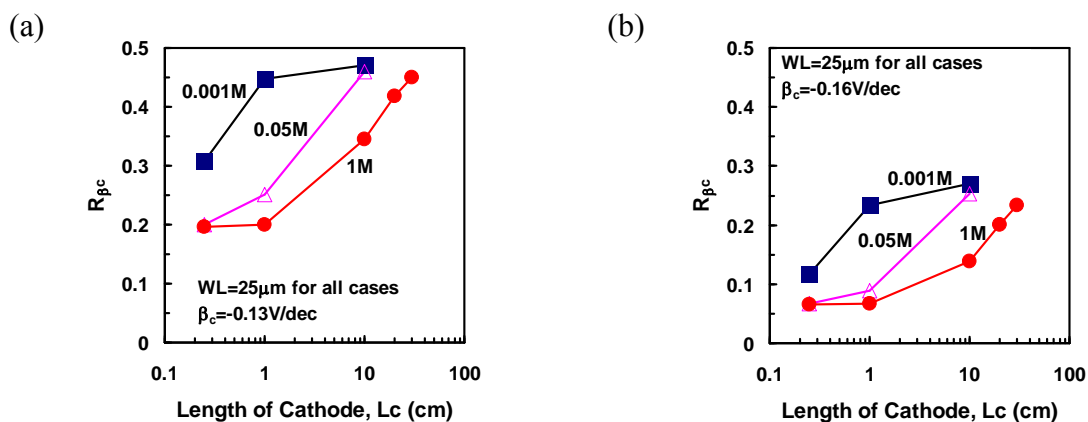 (a)
0.5
0.4
0.3
0.2
0.1
0
Rβc
0.001M
0.05M
1M
WL=25μm for all cases
βc=-0.13V/dec
0.1
1
10
100
Length of Cathode, Lc (cm)
(b)
0.5
0.4
0.3
0.2
0.1
0
Rβc
WL=25μm for all cases
βc=-0.16V/dec
0.001M
0.05M
1M
0.1
1
10
100
Length of Cathode, Lc (cm)